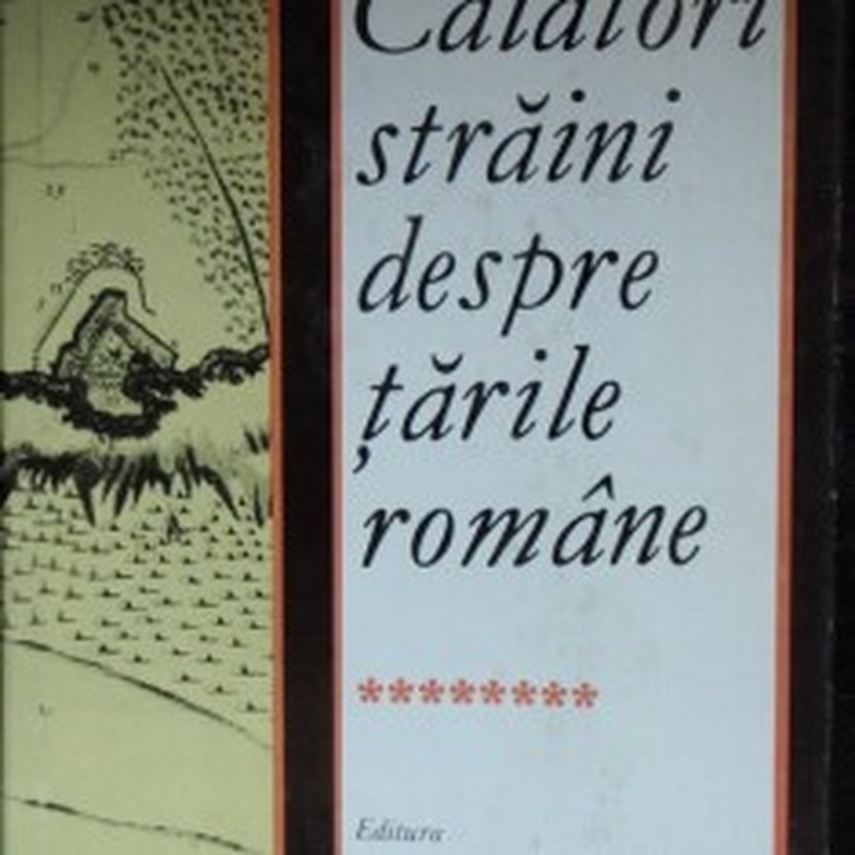 Călători
străini
despre
țările
române
********
Editura